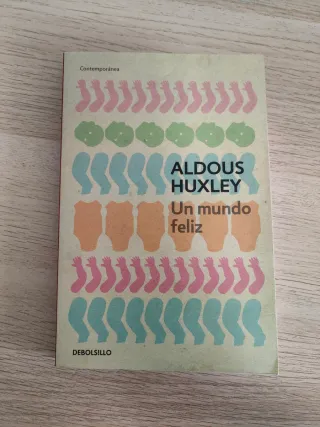 Contemporánea
ALDOUS
HUXLEY
Un mundo
feliz
DEBOLSILLO